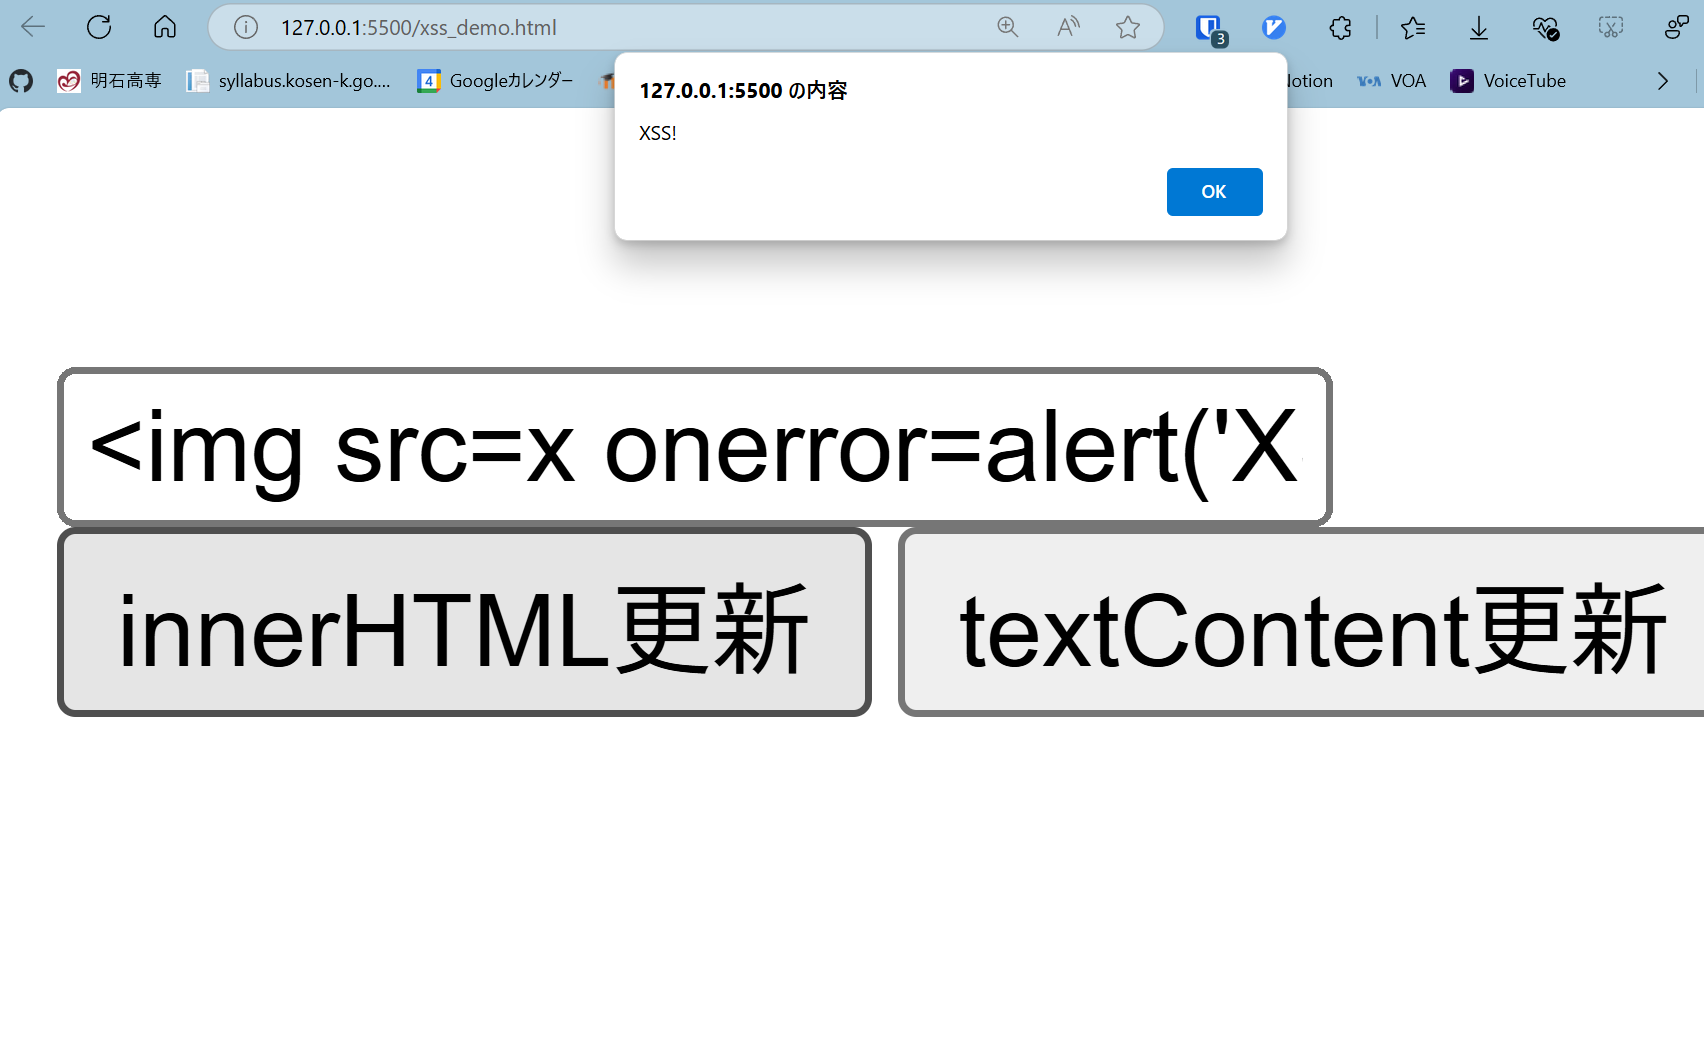 127.0.0.1:5500/xss_demo.html
3
明石高専
syllabus.kosen-k.go....
4
Googleカレンダー
VOA
VOA
VoiceTube
127.0.0.1:5500 の内容
XSS!
OK
<img src=x onerror=alert('X
innerHTML更新
textContent更新